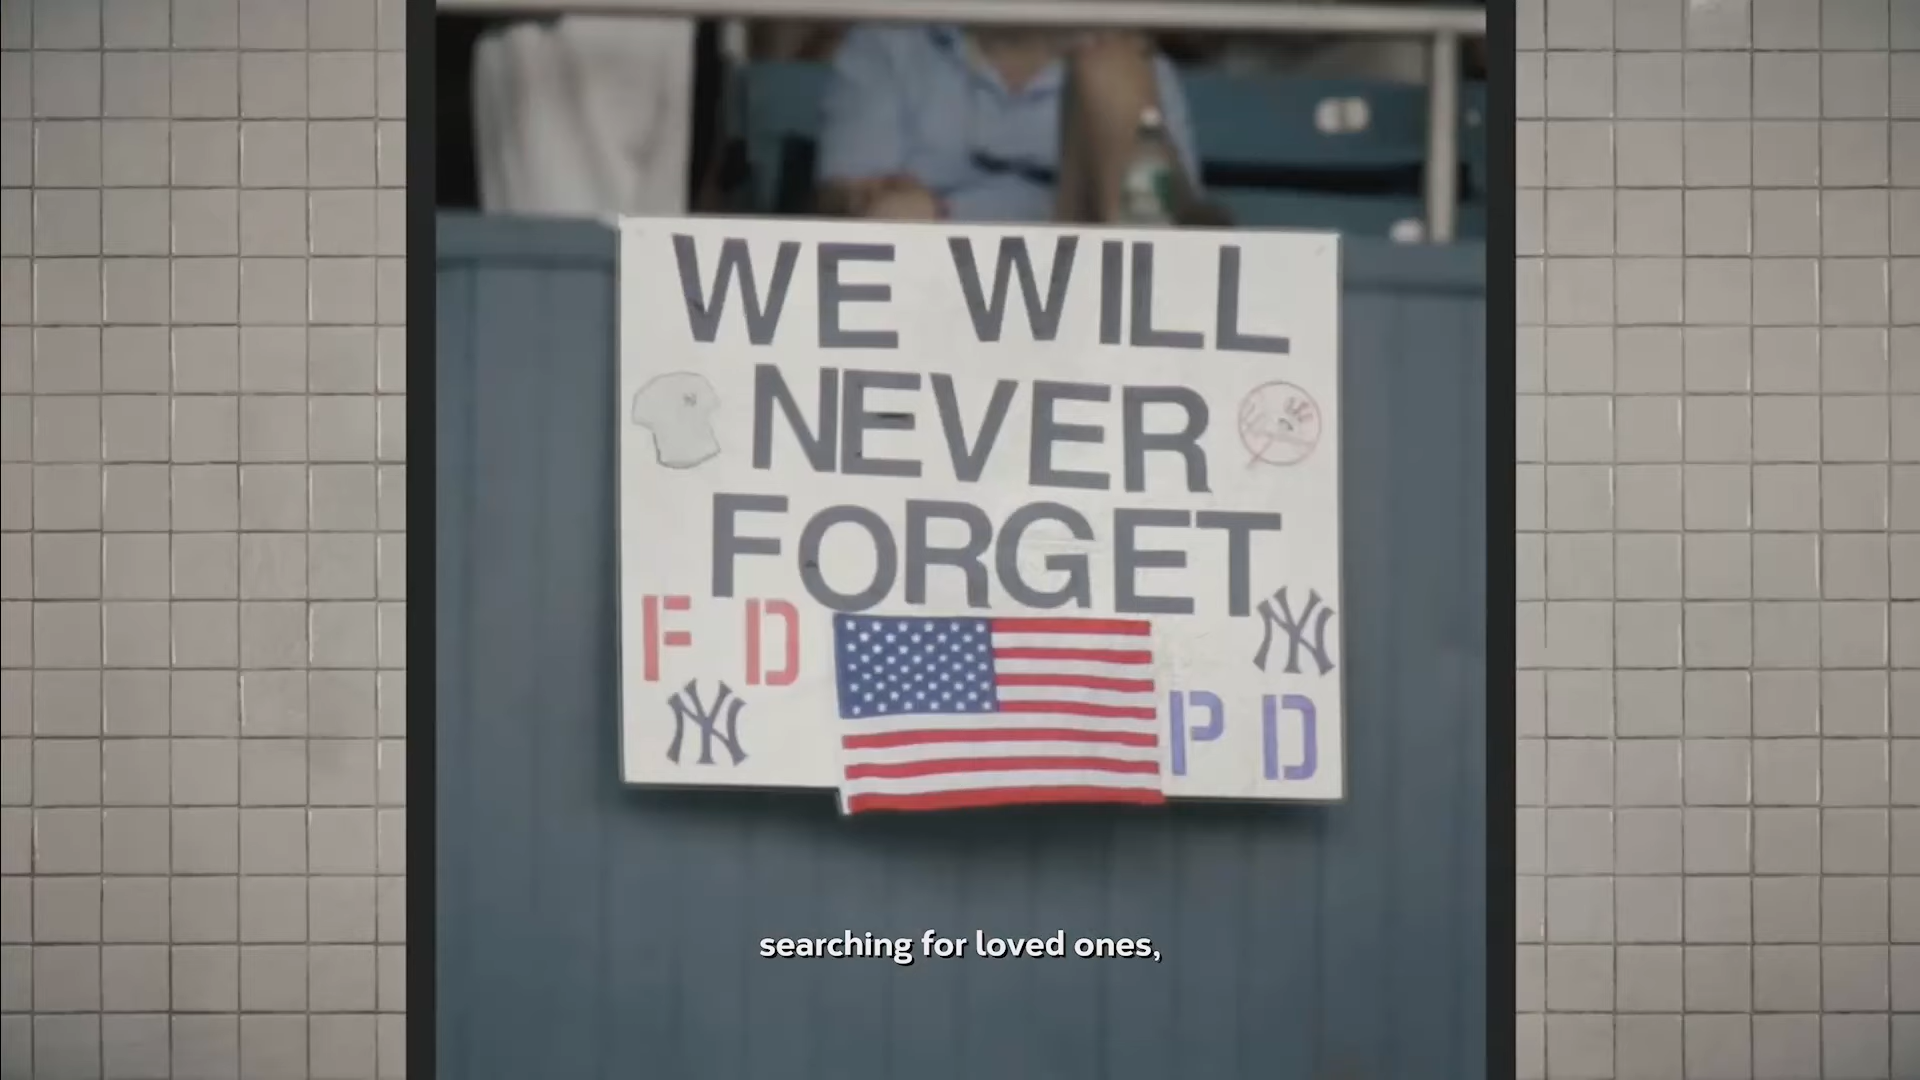 WE WILL
NEVER
FORGET
F D
NY
P D
NY
searching for loved ones,